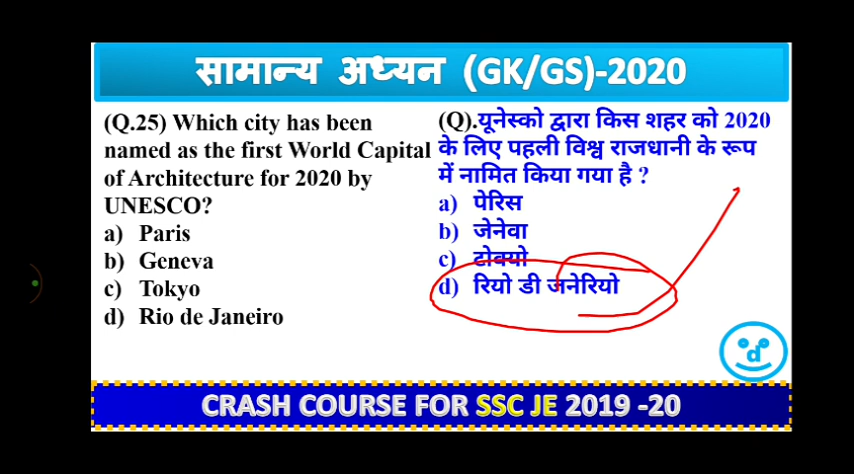 सामान्य अध्यन (GK/GS)-2020
(Q.25) Which city has been
named as the first World Capital
of Architecture for 2020 by
UNESCO?
a) Paris
b) Geneva
c) Tokyo
d) Rio de Janeiro
(Q).यूनेस्को द्वारा किस शहर को 2020
के लिए पहली विश्व राजधानी के रूप
में नामित किया गया है ?
a) पेरिस
b) जेनेवा
c) टोक्यो
d) रियो डी जनेरियो
d
CRASH COURSE FOR SSC JE 2019 -20